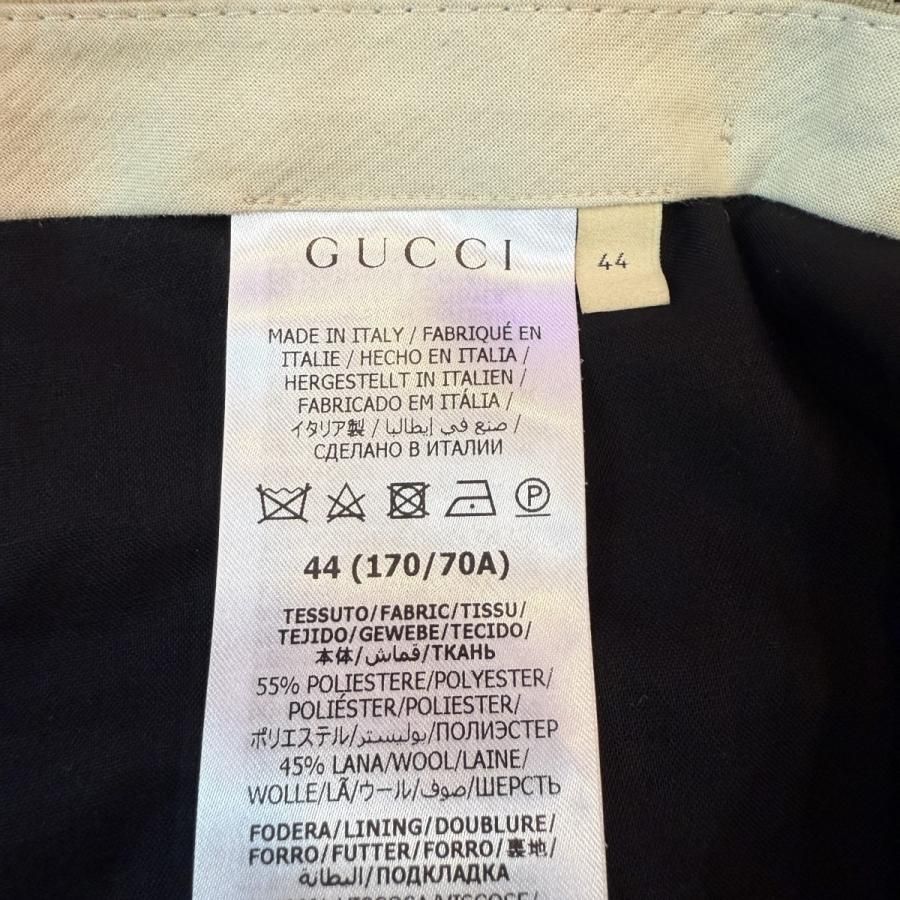 GUCCI
44
MADE IN ITALY / FABRIQUÉ EN
ITALIE / HECHO EN ITALIA /
HERGESTELLT IN ITALIEN /
FABRICADO EM ITÁLIA /
イタリア製 / صنع في إيطاليا /
СДЕЛАНО В ИТАЛИИ
P
44 (170/70A)
TESSUTO/FABRIC/TISSU/
TEJIDO/GEWEBE/TECIDO/
本体/قماش/ТКАНЬ
55% POLIESTERE/POLYESTER/
POLIÉSTER/POLIESTER/
ポリエステル/بوليستر/ПОЛИЭСТЕР
45% LANA/WOOL/LAINE/
WOLLE/LÃ/ウール/صوف/ШЕРСТЬ
FODERA/LINING/DOUBLURE/
FORRO/FUTTER/FORRO/裏地/
البطانة/ПОДКЛАДКА